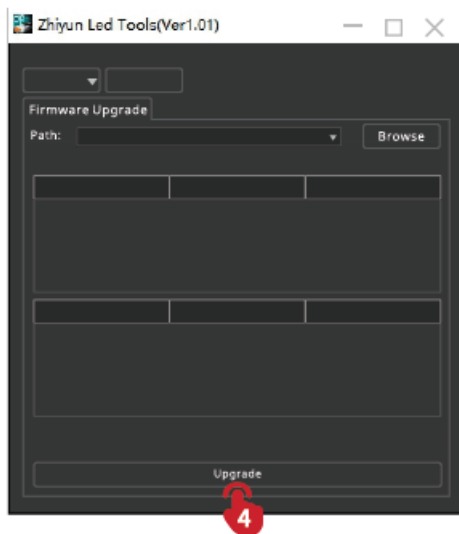 Zhiyun Led Tools(Ver1.01)
Firmware Upgrade
Path:
Browse
Upgrade
4